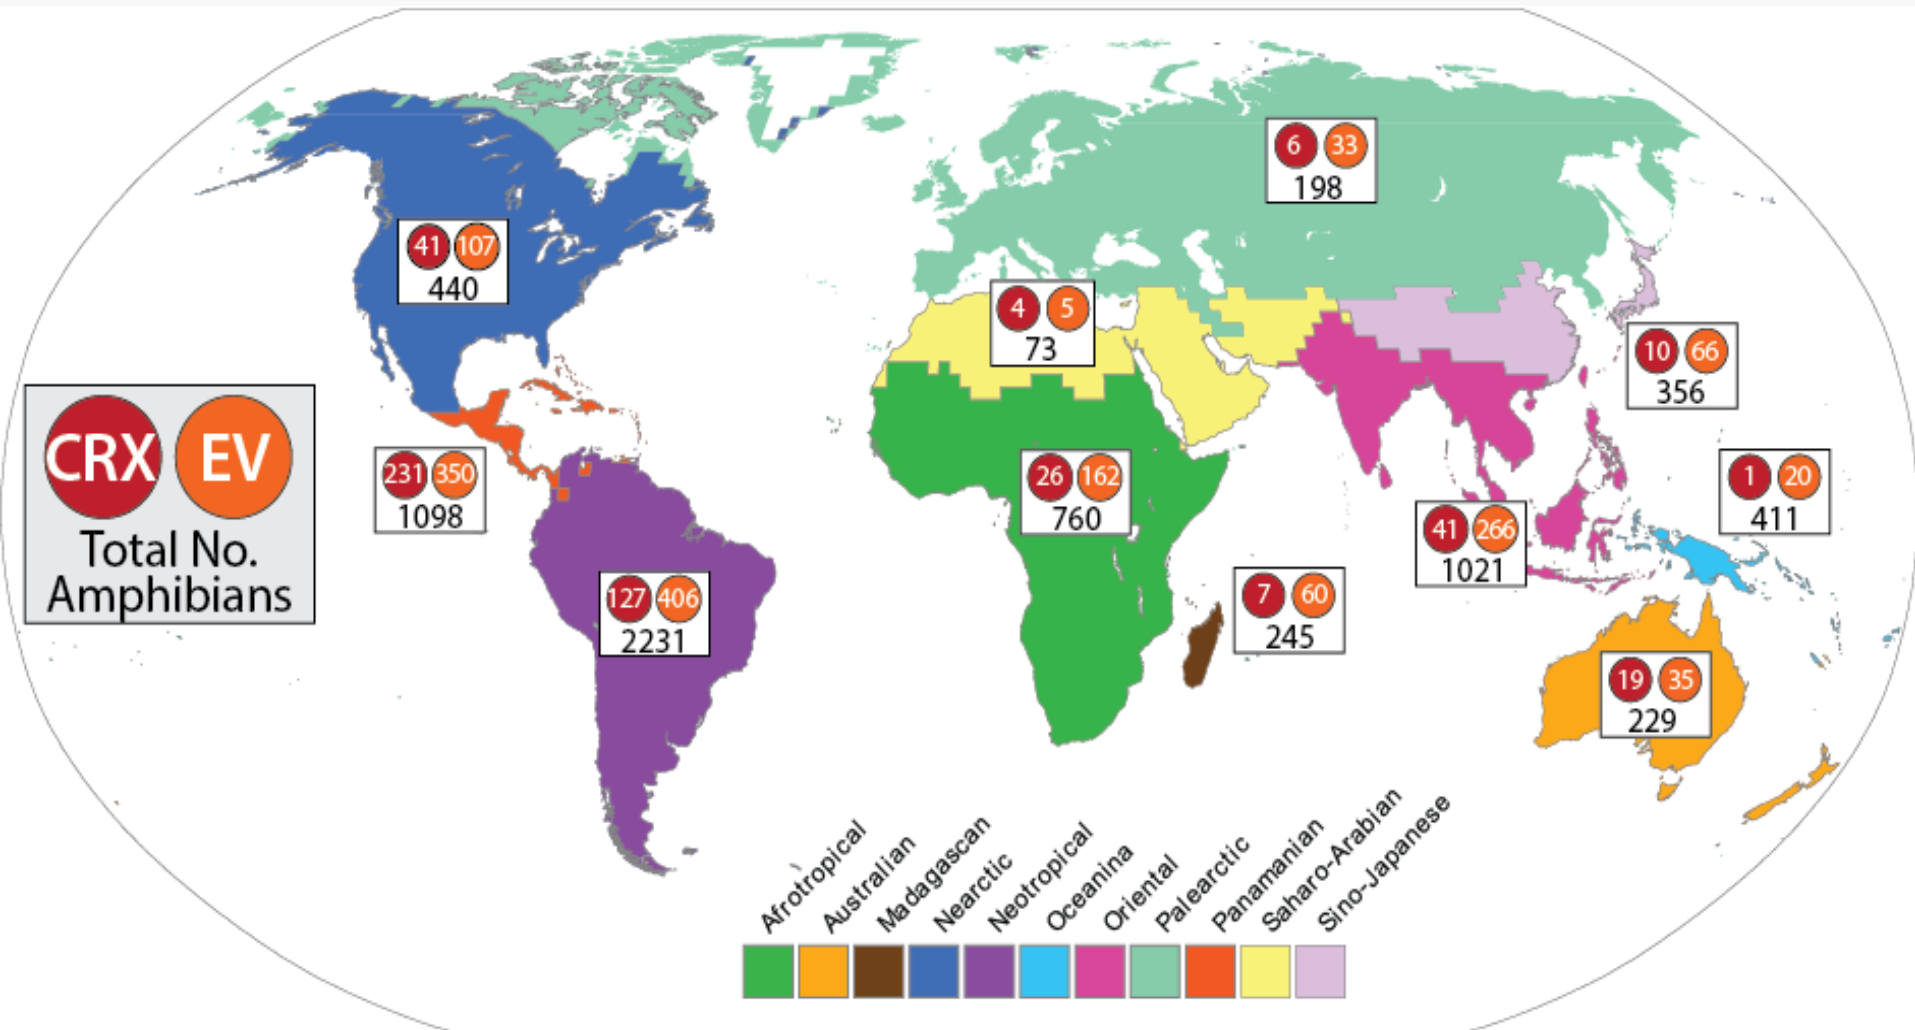 6 33
198
41 107
440
4 5
73
10 66
356
CRX EV
Total No.
Amphibians
231 350
1098
26 162
760
1 20
411
41 266
1021
127 406
2231
7 60
245
19 35
229
Afrotropical
Australian
Madagascan
Nearctic
Neotropical
Oceanina
Oriental
Palearctic
Panamanian
Saharo-Arabian
Sino-Japanese